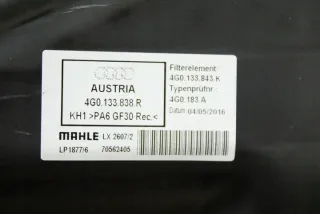 AUSTRIA
4G0.133.838.R
KH1 >PA6 GF30 Rec.<
MAHLE LX 2607/2
LP1877/6 70562405
Filterelement:
4G0.133.843.K
Typenprüfnr.:
4G0.183.A
Datum: 04/05/2016